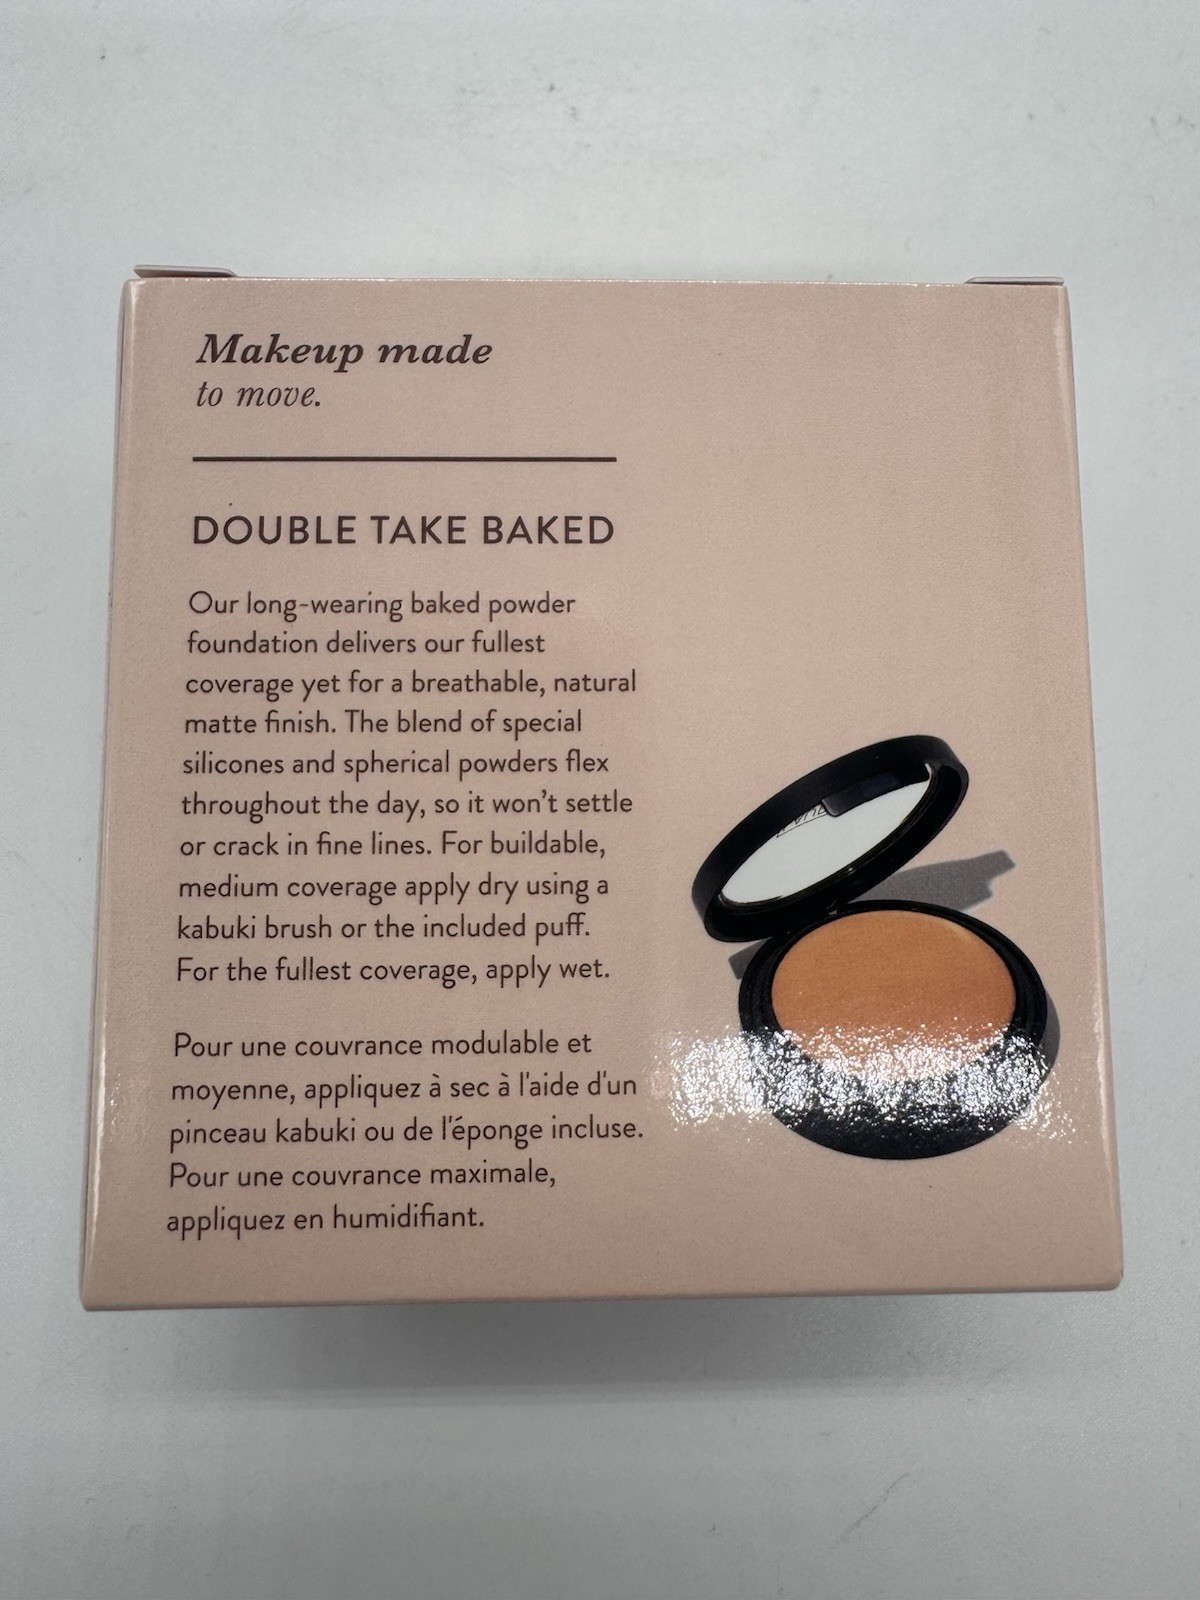 Makeup made
to move.
DOUBLE TAKE BAKED
Our long-wearing baked powder
foundation delivers our fullest
coverage yet for a breathable, natural
matte finish. The blend of special
silicones and spherical powders flex
throughout the day, so it won't settle
or crack in fine lines. For buildable,
medium coverage apply dry using a
kabuki brush or the included puff.
For the fullest coverage, apply wet.
Pour une couvrance modulable et
moyenne, appliquez à sec à l'aide d'un
pinceau kabuki ou de l'éponge incluse.
Pour une couvrance maximale,
appliquez en humidifiant.